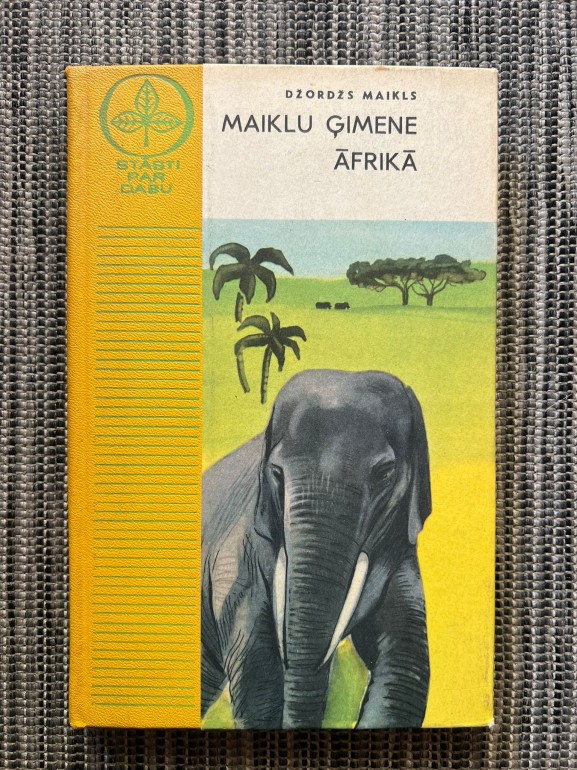 DŽORDŽS MAIKLS
MAIKLU ĢIMENE
ĀFRIKĀ
STĀSTI
PAR
DABU